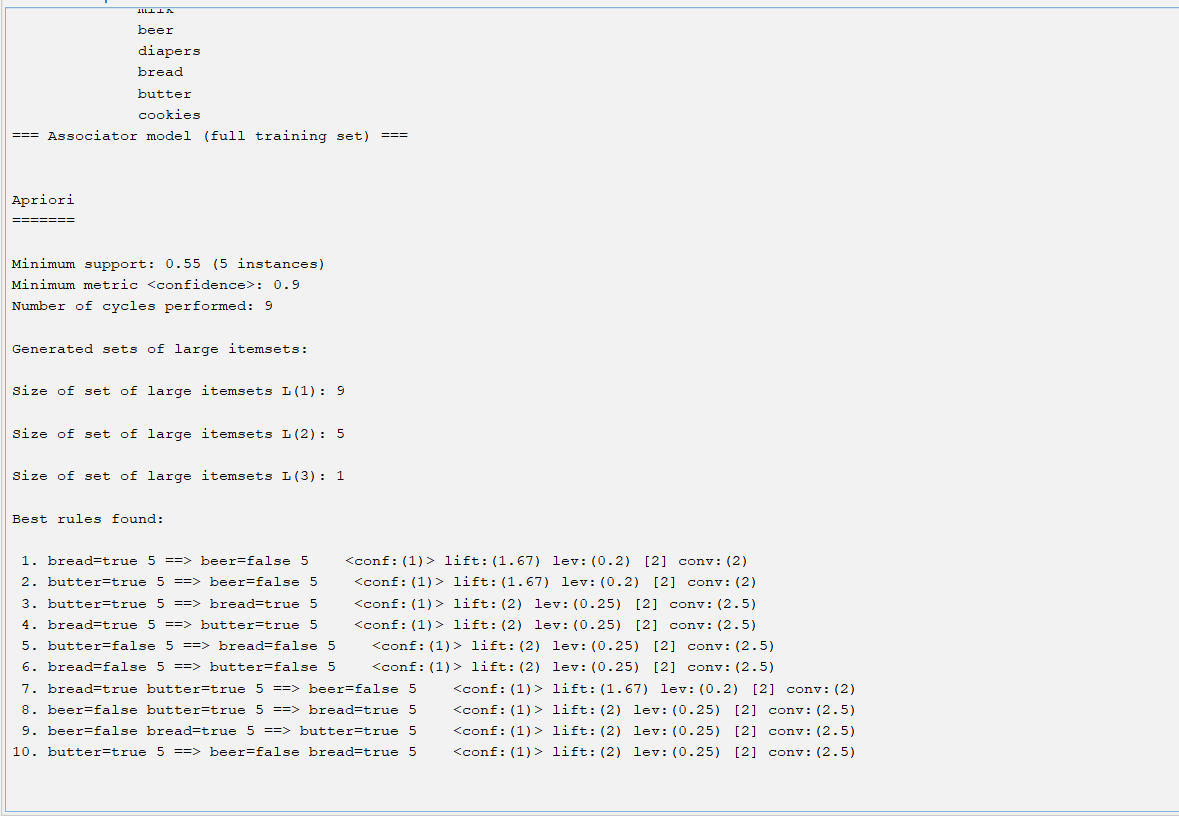 milk
beer
diapers
bread
butter
cookies
=== Associator model (full training set) ===
Apriori
=======
Minimum support: 0.55 (5 instances)
Minimum metric <confidence>: 0.9
Number of cycles performed: 9
Generated sets of large itemsets:
Size of set of large itemsets L(1): 9
Size of set of large itemsets L(2): 5
Size of set of large itemsets L(3): 1
Best rules found:
1. bread=true 5 ==> beer=false 5    <conf:(1)> lift:(1.67) lev:(0.2) [2] conv:(2)
2. butter=true 5 ==> beer=false 5    <conf:(1)> lift:(1.67) lev:(0.2) [2] conv:(2)
3. butter=true 5 ==> bread=true 5    <conf:(1)> lift:(2) lev:(0.25) [2] conv:(2.5)
4. bread=true 5 ==> butter=true 5    <conf:(1)> lift:(2) lev:(0.25) [2] conv:(2.5)
5. butter=false 5 ==> bread=false 5    <conf:(1)> lift:(2) lev:(0.25) [2] conv:(2.5)
6. bread=false 5 ==> butter=false 5    <conf:(1)> lift:(2) lev:(0.25) [2] conv:(2.5)
7. bread=true butter=true 5 ==> beer=false 5    <conf:(1)> lift:(1.67) lev:(0.2) [2] conv:(2)
8. beer=false butter=true 5 ==> bread=true 5    <conf:(1)> lift:(2) lev:(0.25) [2] conv:(2.5)
9. beer=false bread=true 5 ==> butter=true 5    <conf:(1)> lift:(2) lev:(0.25) [2] conv:(2.5)
10. butter=true 5 ==> beer=false bread=true 5    <conf:(1)> lift:(2) lev:(0.25) [2] conv:(2.5)